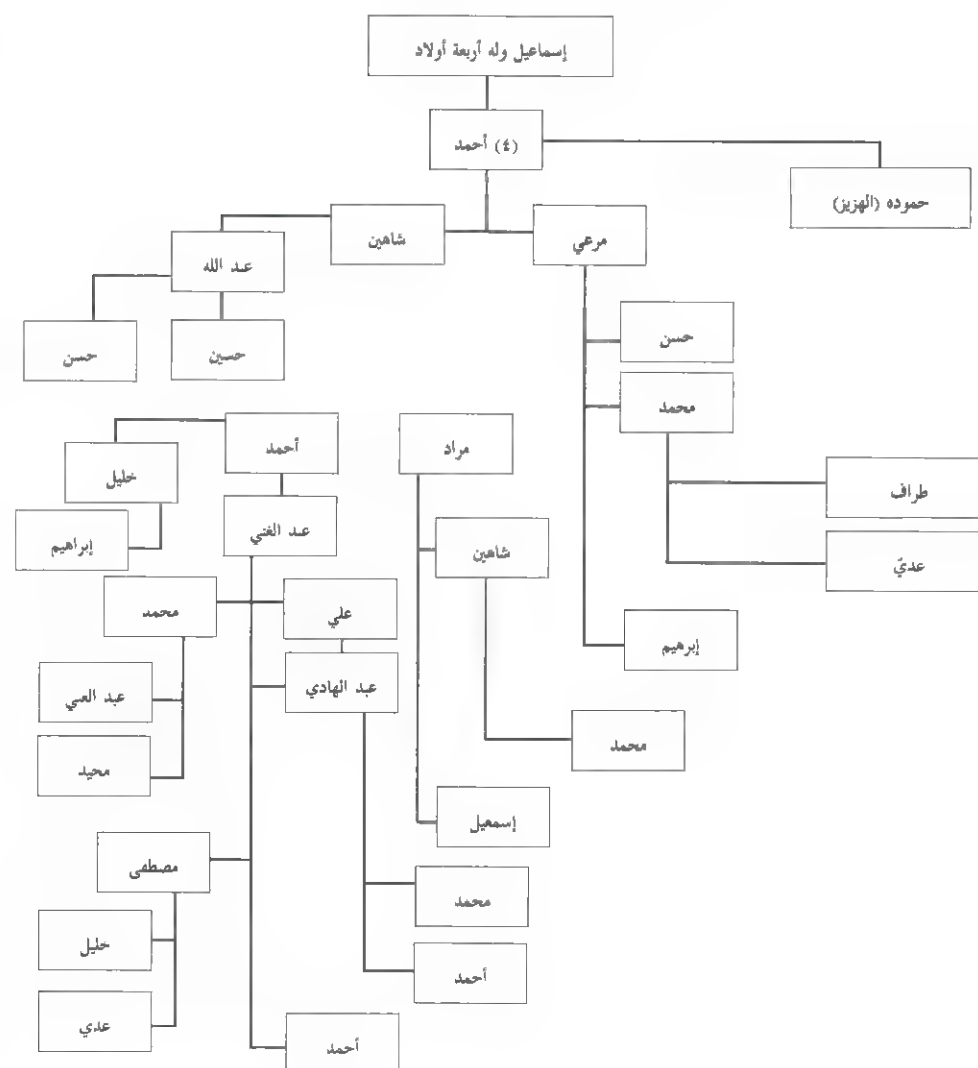 إسماعيل وله أربعة أولاد
(٤) أحمد
حموده (الهزيز)
مرعي
شاهين
عبد الله
حسن
حسين
حسن
محمد
أحمد
مراد
خليل
طراف
عبد الغني
إبراهيم
شاهين
عديّ
محمد
علي
إبرهيم
عبد الهادي
عبد العني
محمد
محيد
إسمعيل
مصطفى
محمد
خليل
أحمد
عدي
أحمد